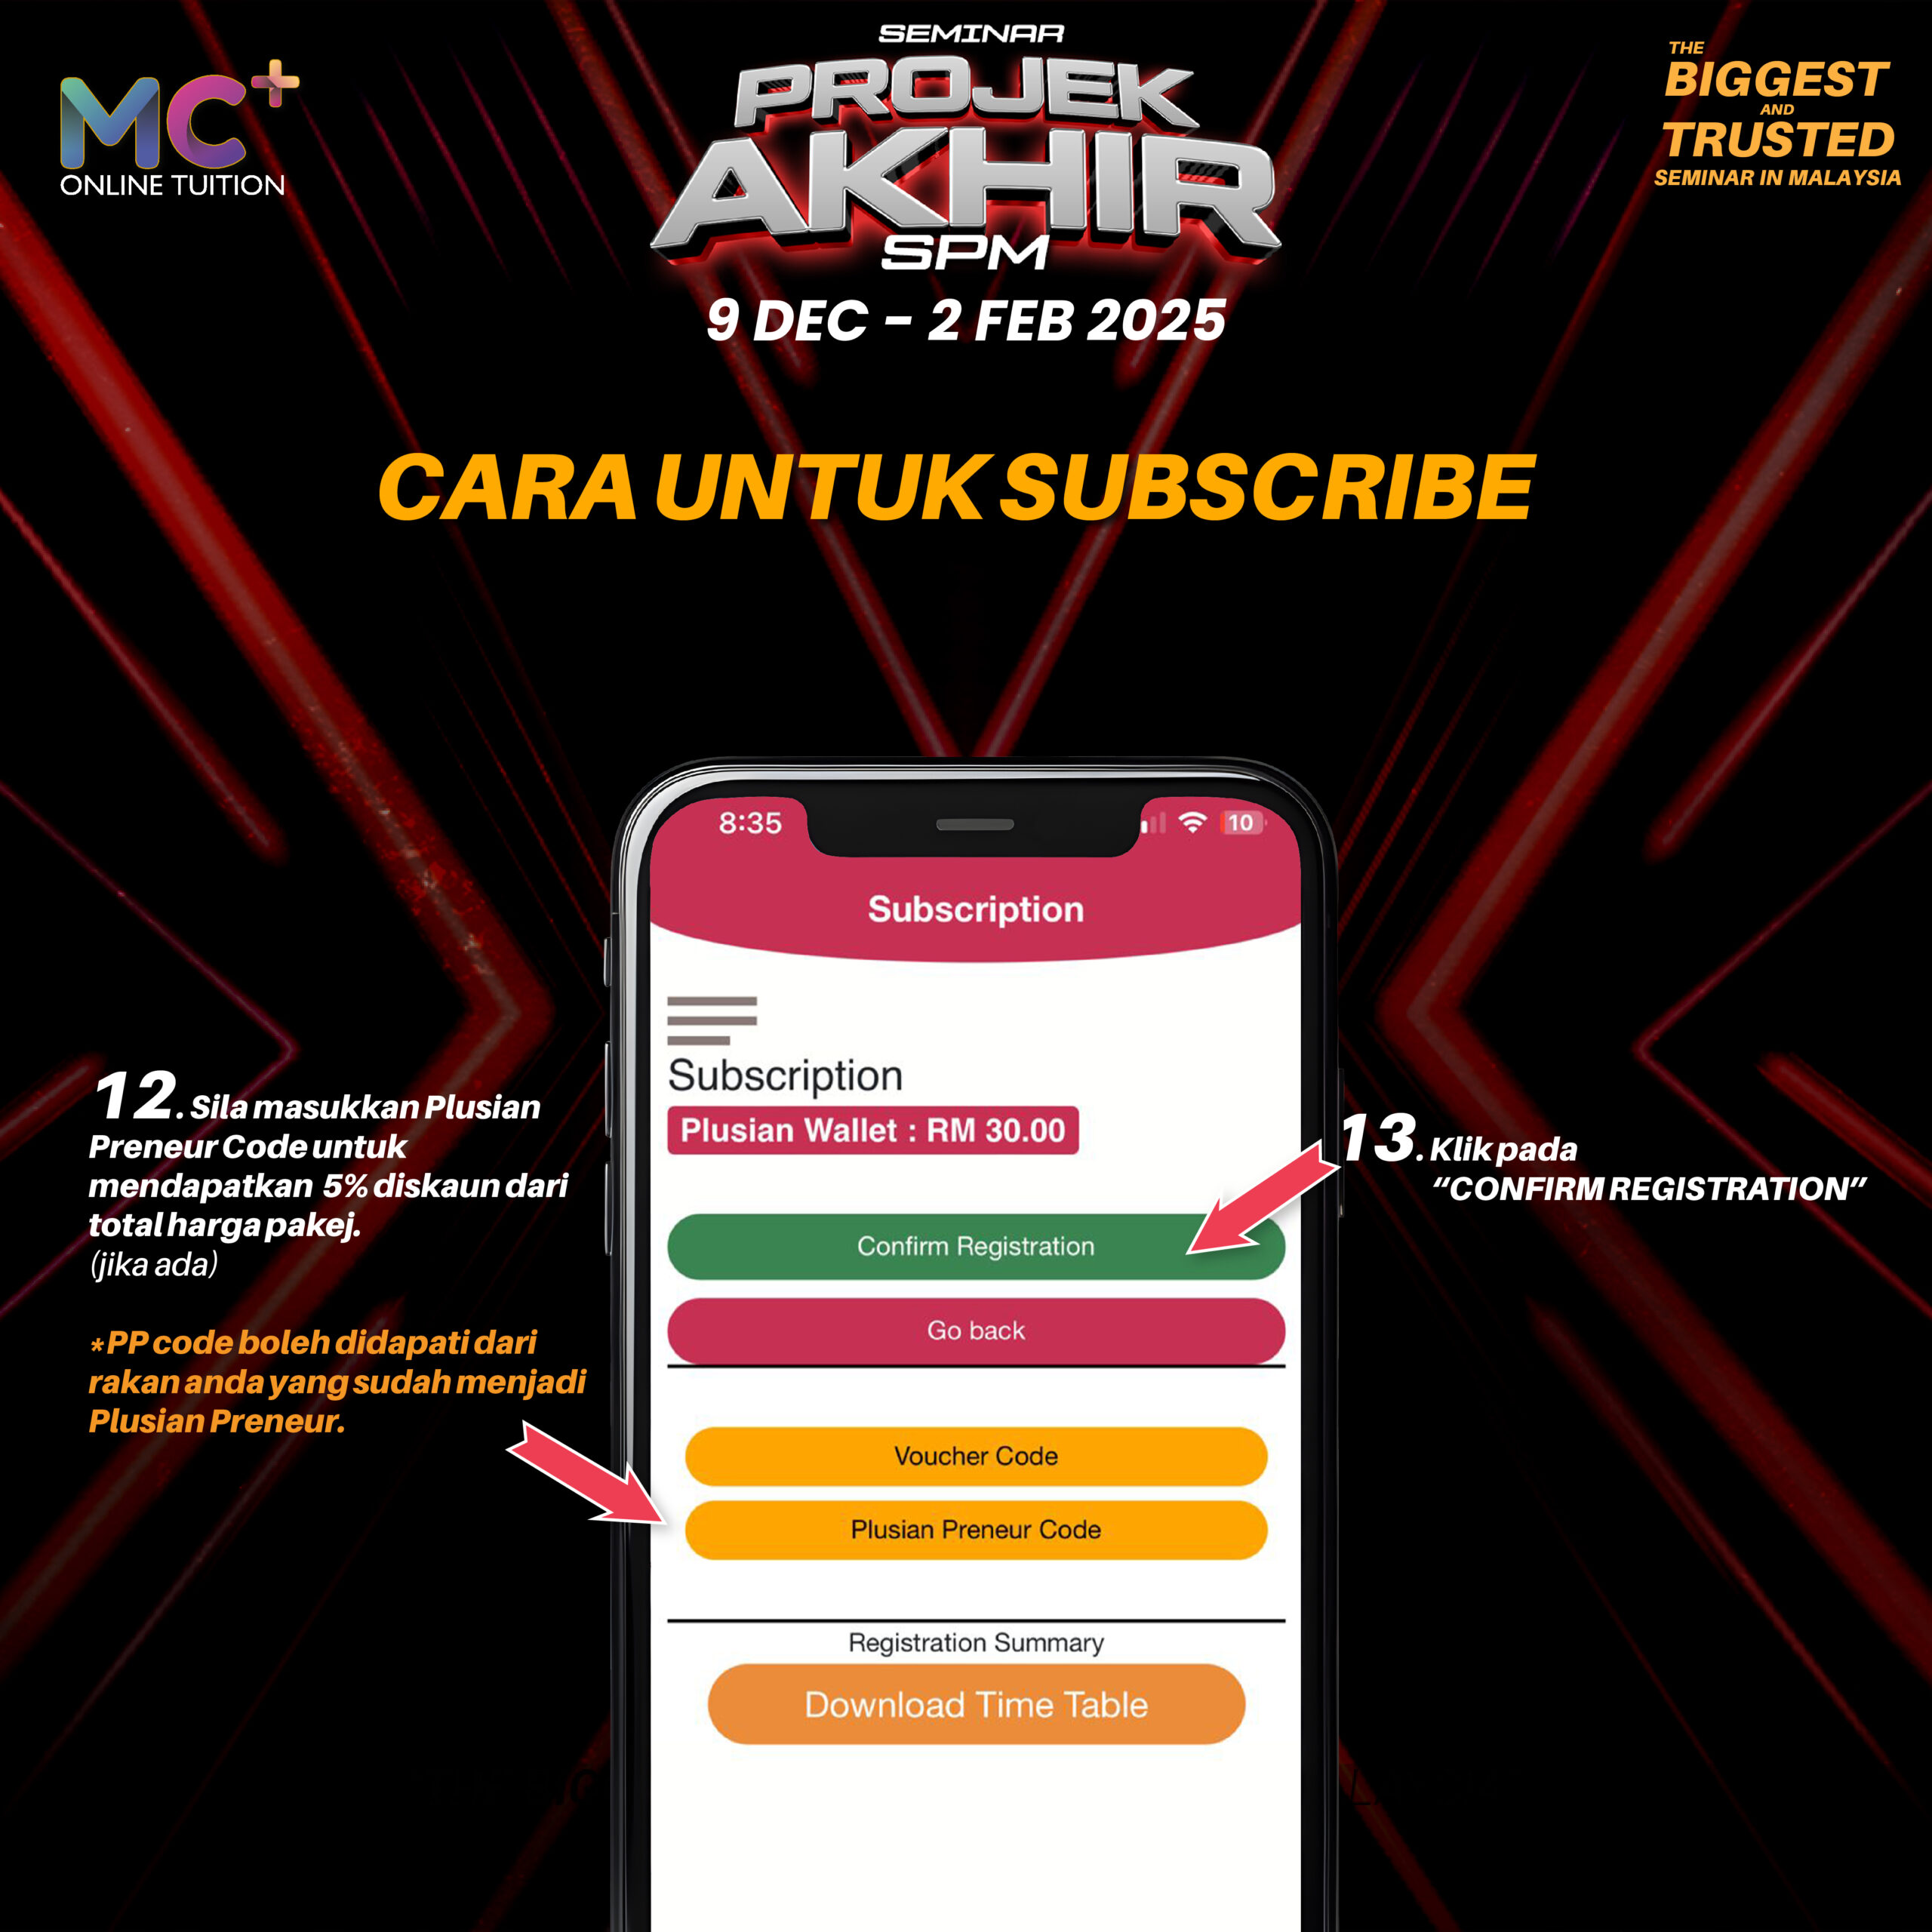 MC+
ONLINE TUITION
SEMINAR
PROJEK
AKHIR
SPM
9 DEC – 2 FEB 2025
THE
BIGGEST
AND
TRUSTED
SEMINAR IN MALAYSIA
CARA UNTUK SUBSCRIBE
8:35
10
Subscription
Subscription
Plusian Wallet : RM 30.00
Confirm Registration
Go back
Voucher Code
Plusian Preneur Code
Registration Summary
Download Time Table
12. Sila masukkan Plusian
Preneur Code untuk
mendapatkan 5% diskaun dari
total harga pakej.
(jika ada)
*PP code boleh didapati dari
rakan anda yang sudah menjadi
Plusian Preneur.
13. Klik pada
“CONFIRM REGISTRATION”